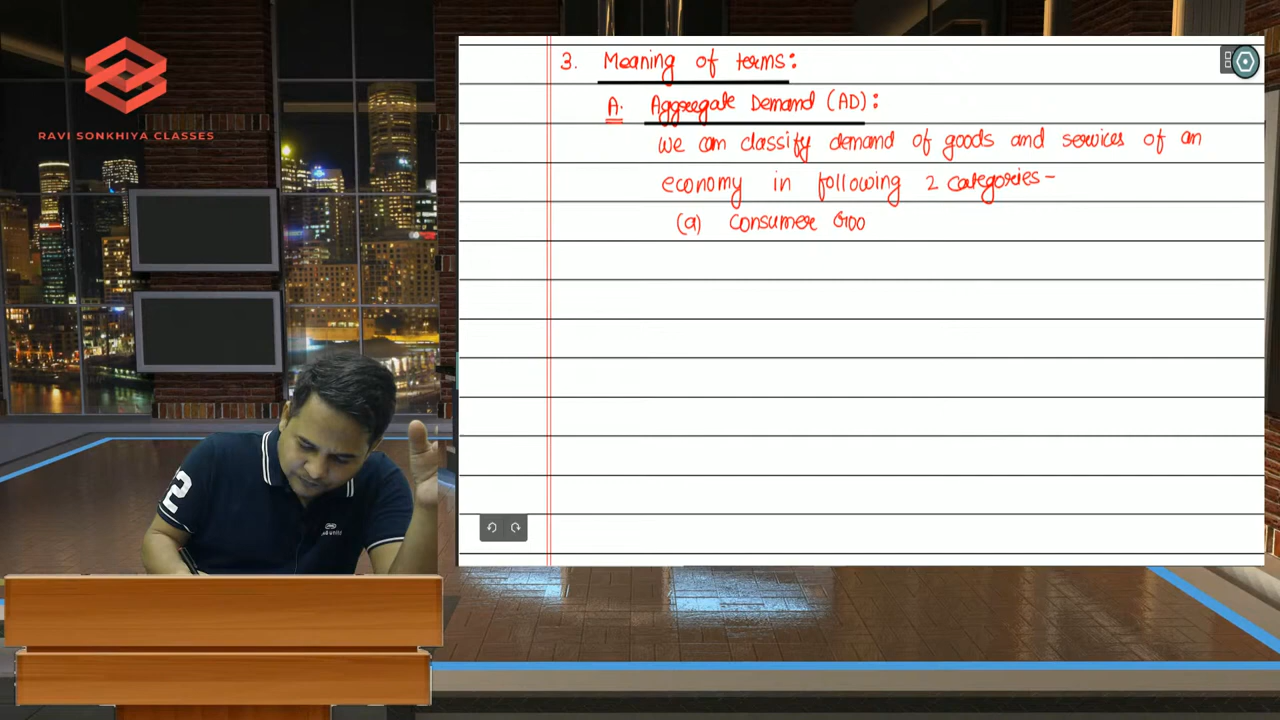 RAVI SONKHIYA CLASSES
3. Meaning of terms:
A. Aggregate Demand (AD):
We can classify demand of goods and services of an
economy in following 2 categories-
(a) Consumer Goo
2